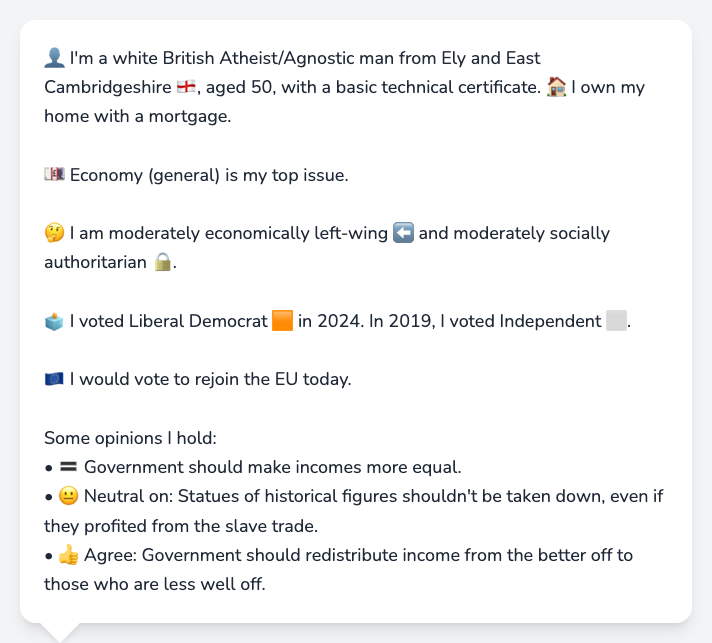 👤 I'm a white British Atheist/Agnostic man from Ely and East
Cambridgeshire 🏴󠁧󠁢󠁥󠁮󠁧󠁿, aged 50, with a basic technical certificate. 🏠 I own my
home with a mortgage.
💷 Economy (general) is my top issue.
🤔 I am moderately economically left-wing ⬅️ and moderately socially
authoritarian 🔒.
🗳️ I voted Liberal Democrat 🟧 in 2024. In 2019, I voted Independent ⬜.
🇪🇺 I would vote to rejoin the EU today.
Some opinions I hold:
• 🟰 Government should make incomes more equal.
• 😐 Neutral on: Statues of historical figures shouldn't be taken down, even if
they profited from the slave trade.
• 👍 Agree: Government should redistribute income from the better off to
those who are less well off.